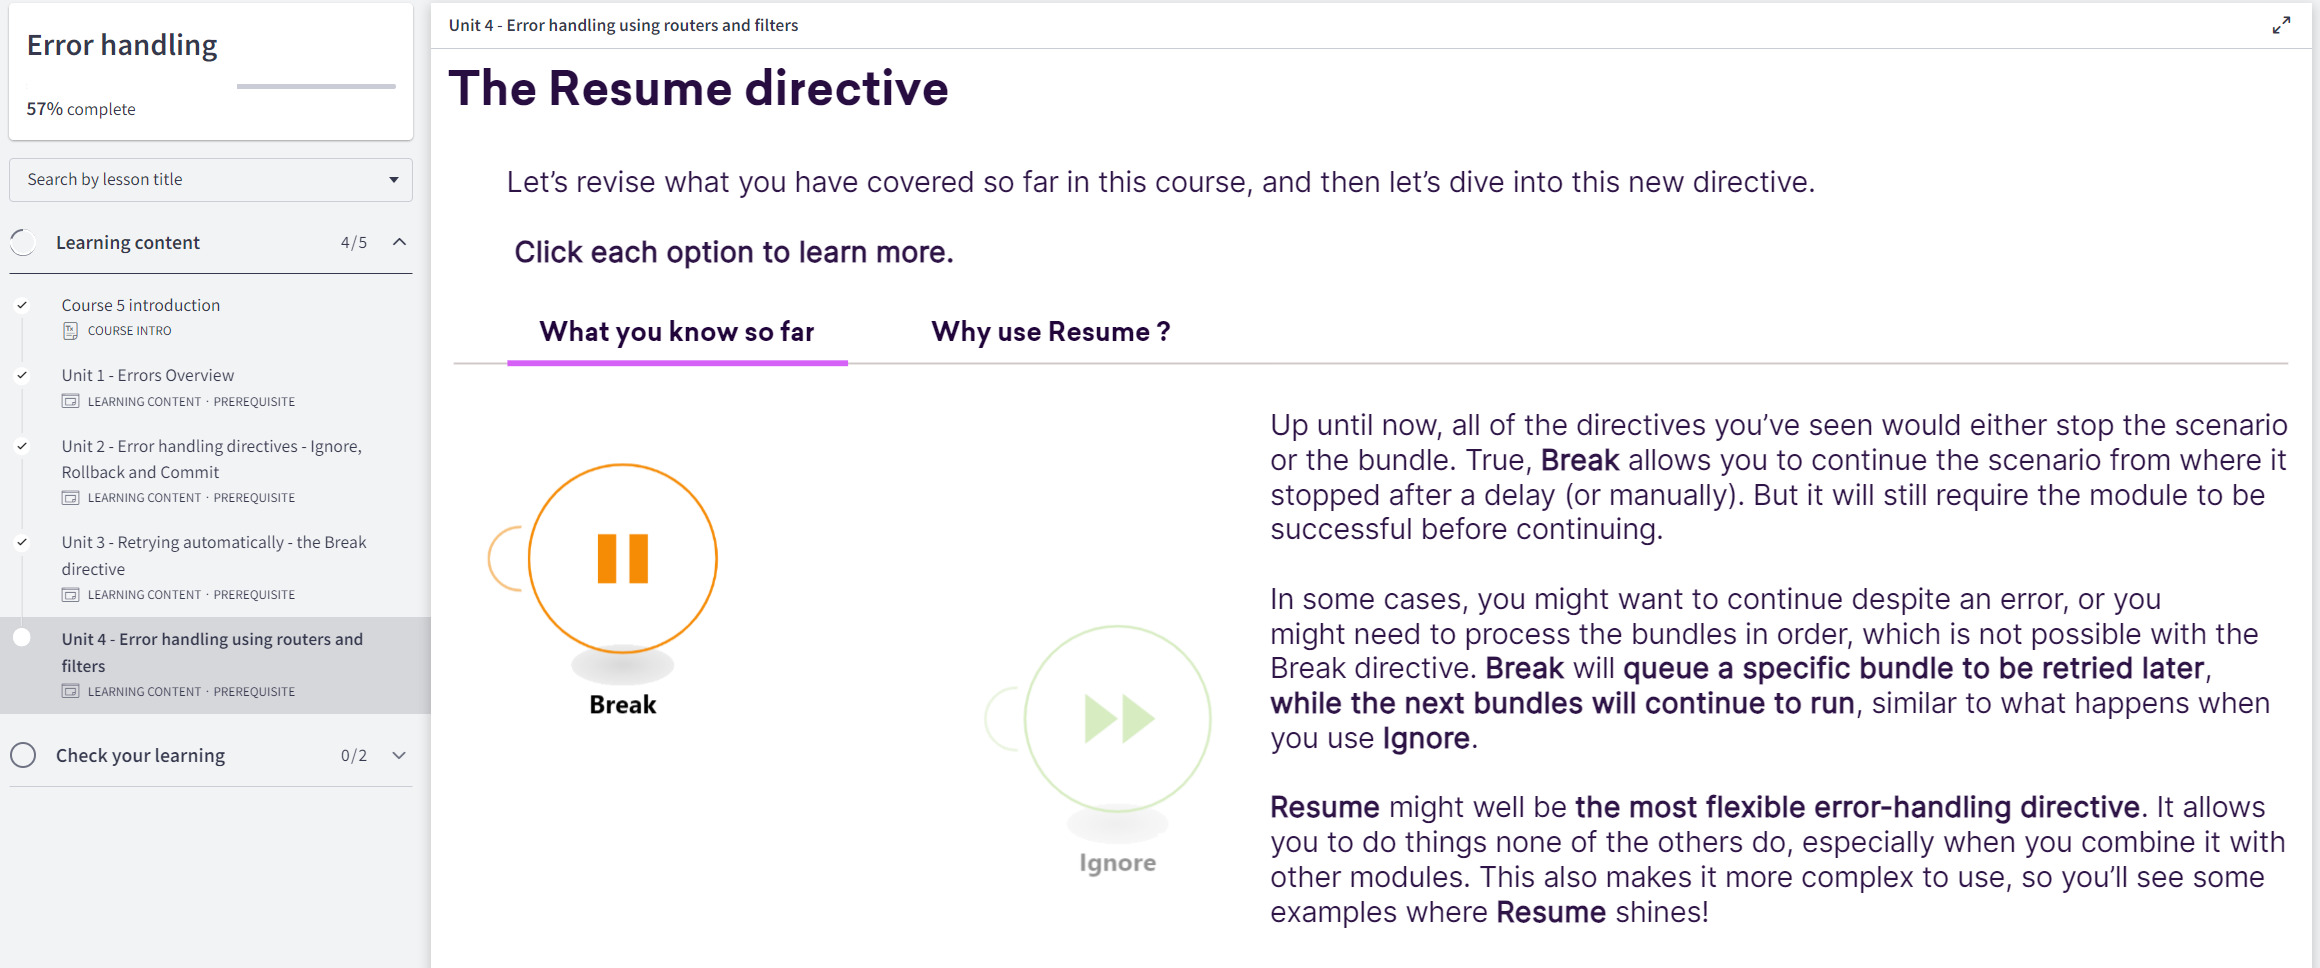 Error handling
57% complete
Search by lesson title
Learning content 4/5
Course 5 introduction
COURSE INTRO
Unit 1 - Errors Overview
LEARNING CONTENT · PREREQUISITE
Unit 2 - Error handling directives - Ignore,
Rollback and Commit
LEARNING CONTENT · PREREQUISITE
Unit 3 - Retrying automatically - the Break
directive
LEARNING CONTENT · PREREQUISITE
Unit 4 - Error handling using routers and
filters
LEARNING CONTENT · PREREQUISITE
Check your learning 0/2
Unit 4 - Error handling using routers and filters
The Resume directive
Let’s revise what you have covered so far in this course, and then let’s dive into this new directive.
Click each option to learn more.
What you know so far
Why use Resume ?
Break
Ignore
Up until now, all of the directives you’ve seen would either stop the scenario
or the bundle. True, Break allows you to continue the scenario from where it
stopped after a delay (or manually). But it will still require the module to be
successful before continuing.
In some cases, you might want to continue despite an error, or you
might need to process the bundles in order, which is not possible with the
Break directive. Break will queue a specific bundle to be retried later,
while the next bundles will continue to run, similar to what happens when
you use Ignore.
Resume might well be the most flexible error-handling directive. It allows
you to do things none of the others do, especially when you combine it with
other modules. This also makes it more complex to use, so you’ll see some
examples where Resume shines!